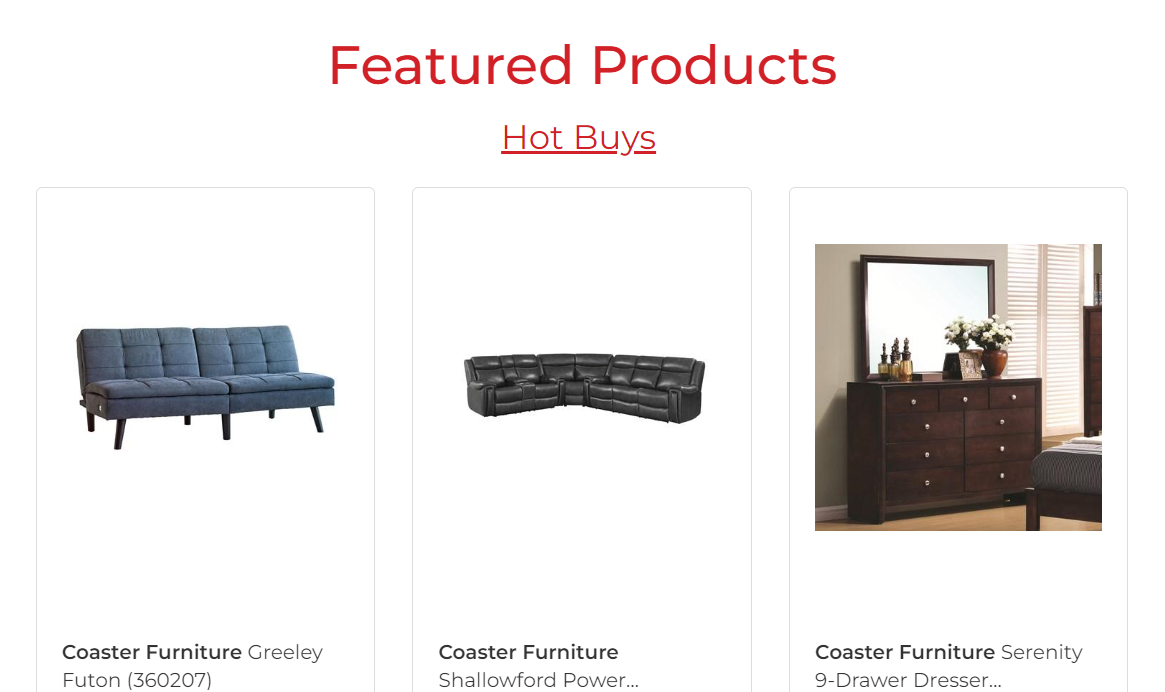 Featured Products
Hot Buys
Coaster Furniture Greeley
Futon (360207)
Coaster Furniture
Shallowford Power...
Coaster Furniture Serenity
9-Drawer Dresser...